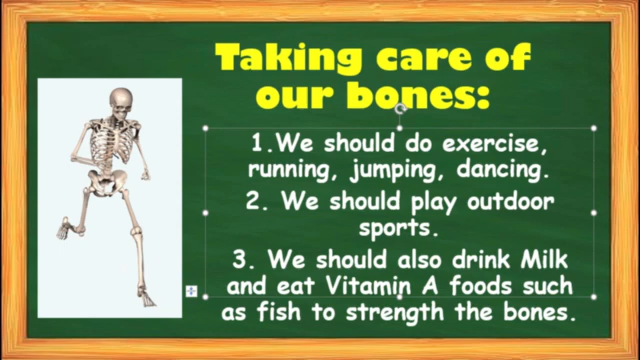 Taking care of
our bones:
1.We should do exercise,
running, jumping, dancing.
2. We should play outdoor
sports.
3. We should also drink Milk
and eat Vitamin A foods such
as fish to strength the bones.